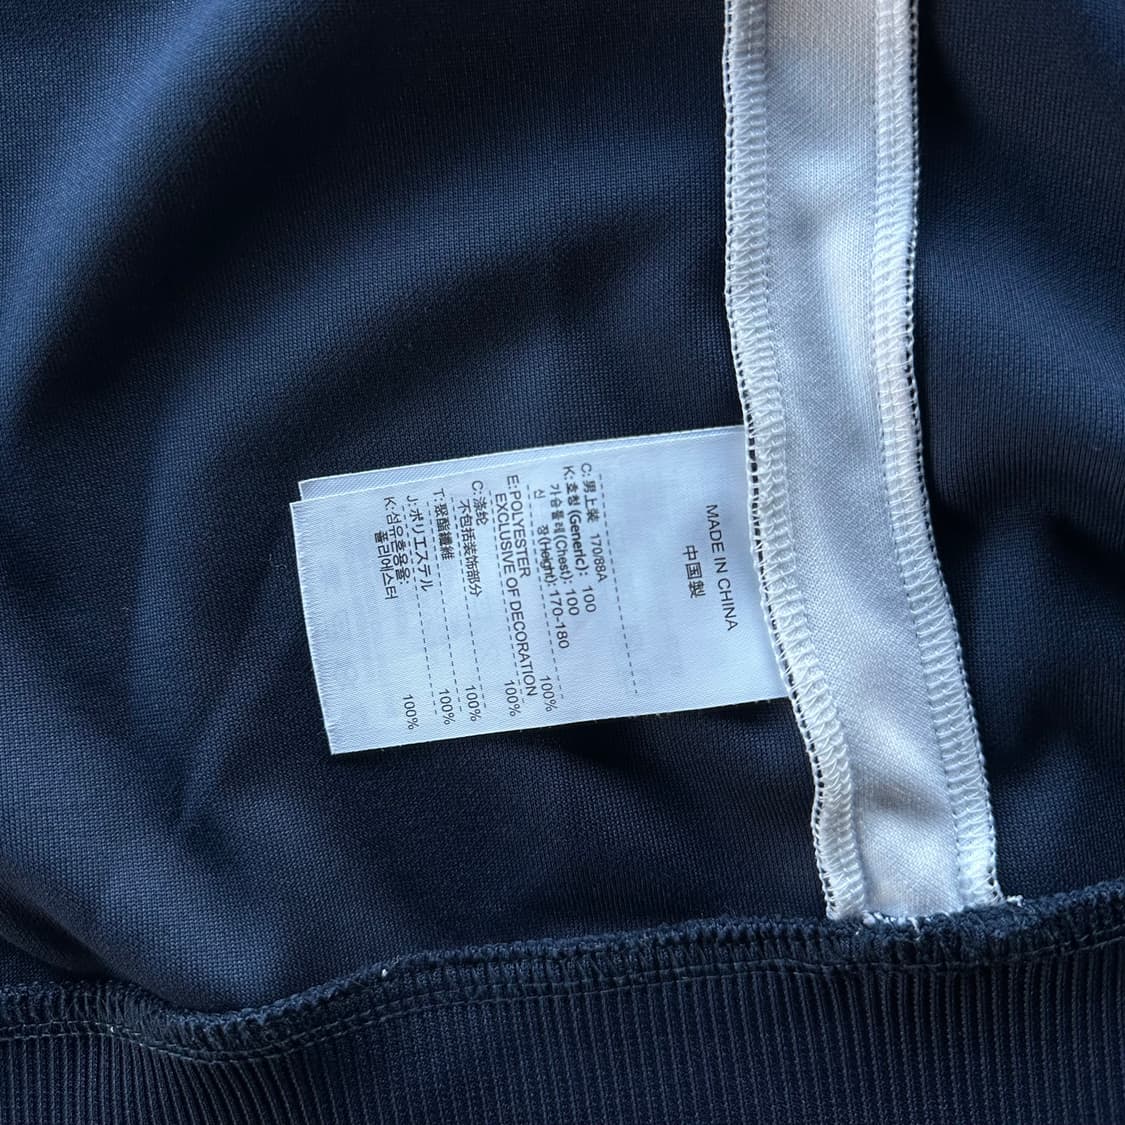 MADE IN CHINA
中国製
C: 男上装 170/88A
K: 호칭 (Generic): 100
가슴둘레(Chest): 100
신 장 (Height): 170-180
E:POLYESTER 100%
EXCLUSIVE OF DECORATION
C:涤纶 100%
不包括装饰部分
T: 聚酯纖維 100%
J:ポリエステル 100%
K:섬유혼용율:
폴리에스터 100%